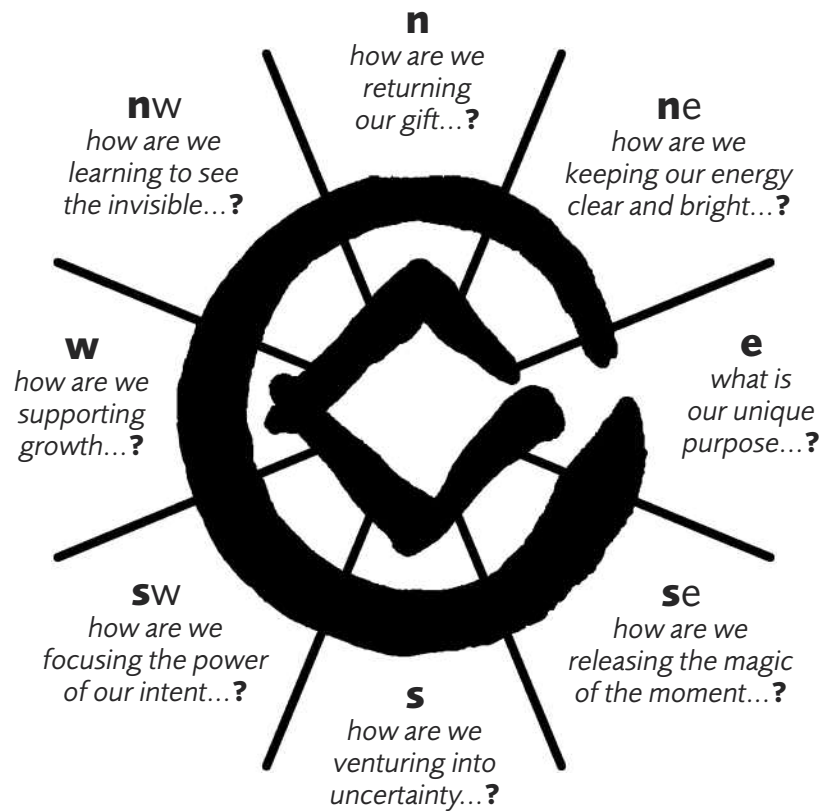 n
how are we
returning
our gift...?
ne
how are we
keeping our energy
clear and bright...?
e
what is
our unique
purpose...?
se
how are we
releasing the magic
of the moment...?
s
how are we
venturing into
uncertainty...?
sw
how are we
focusing the power
of our intent...?
w
how are we
supporting
growth...?
nw
how are we
learning to see
the invisible...?